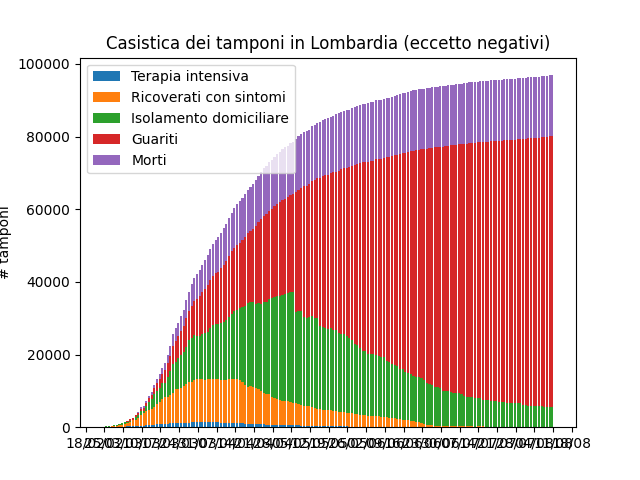 Casistica dei tamponi in Lombardia (eccetto negativi)
Terapia intensiva
Ricoverati con sintomi
Isolamento domiciliare
Guariti
Morti
# tamponi
100000
80000
60000
40000
20000
0